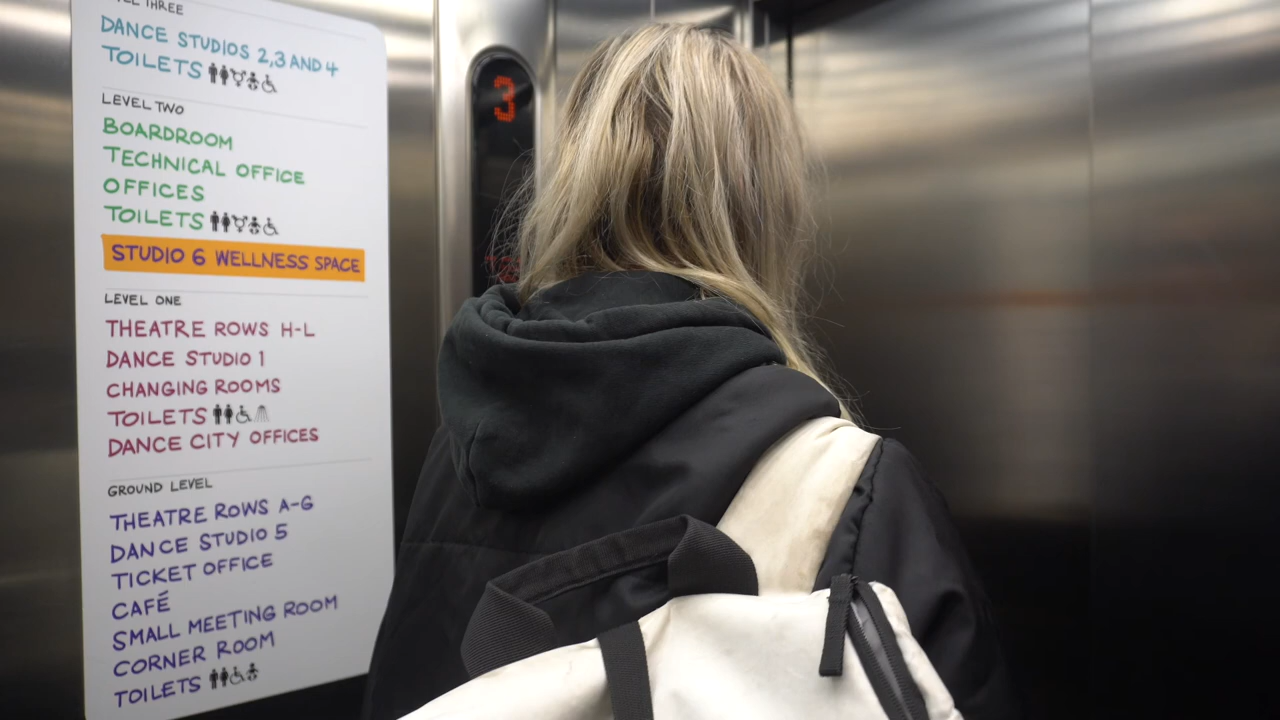 THREE
DANCE STUDIOS 2,3 AND 4
TOILETS
LEVEL TWO
BOARDROOM
TECHNICAL OFFICE
OFFICES
TOILETS
STUDIO 6 WELLNESS SPACE
LEVEL ONE
THEATRE ROWS H-L
DANCE STUDIO 1
CHANGING ROOMS
TOILETS
DANCE CITY OFFICES
GROUND LEVEL
THEATRE ROWS A-G
DANCE STUDIO 5
TICKET OFFICE
CAFÉ
SMALL MEETING ROOM
CORNER ROOM
TOILETS
3